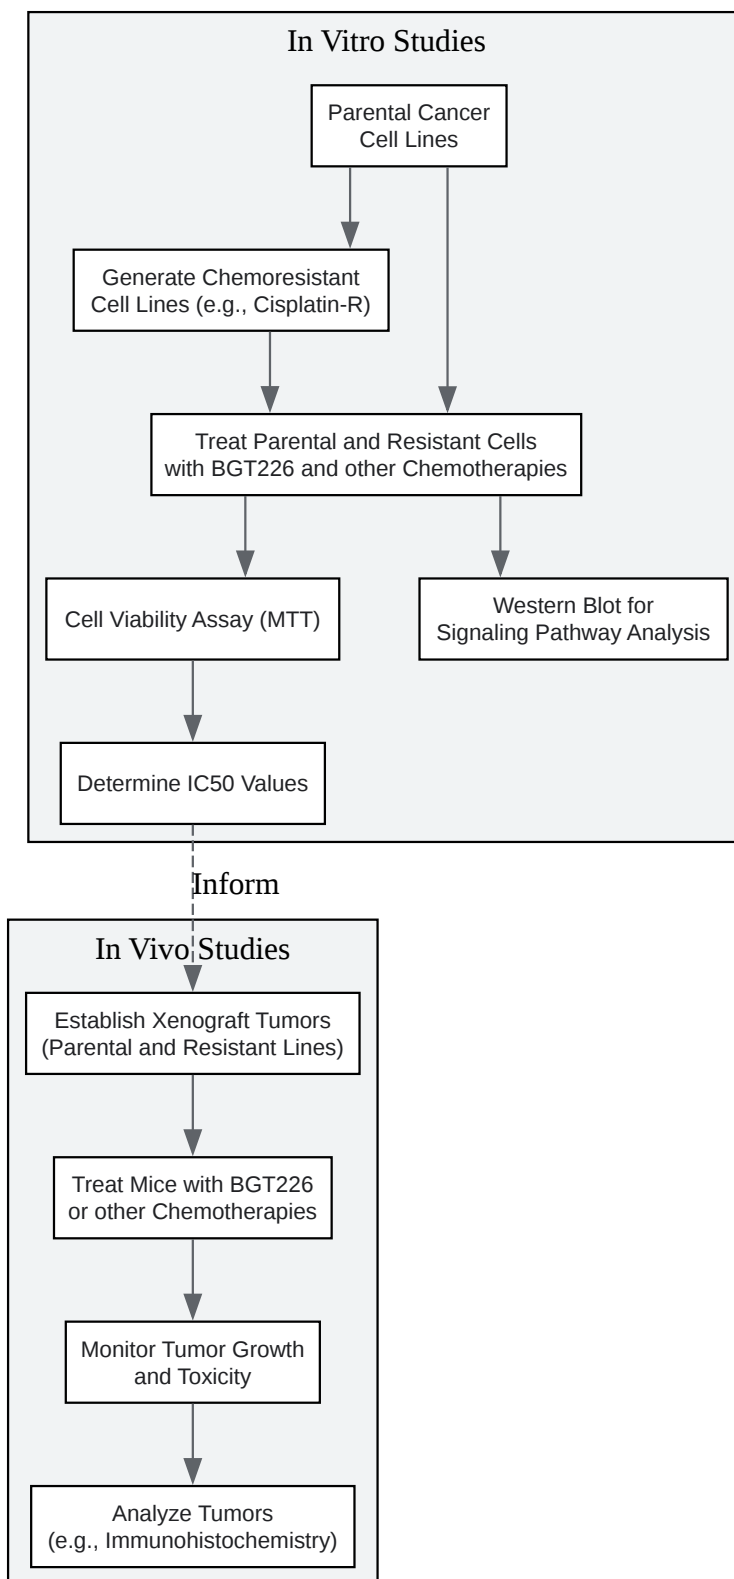 In Vitro Studies
Parental Cancer
Cell Lines
Generate Chemoresistant
Cell Lines (e.g., Cisplatin-R)
Treat Parental and Resistant Cells
with BGT226 and other Chemotherapies
Cell Viability Assay (MTT)
Western Blot for
Signaling Pathway Analysis
Determine IC50 Values
Inform
In Vivo Studies
Establish Xenograft Tumors
(Parental and Resistant Lines)
Treat Mice with BGT226
or other Chemotherapies
Monitor Tumor Growth
and Toxicity
Analyze Tumors
(e.g., Immunohistochemistry)